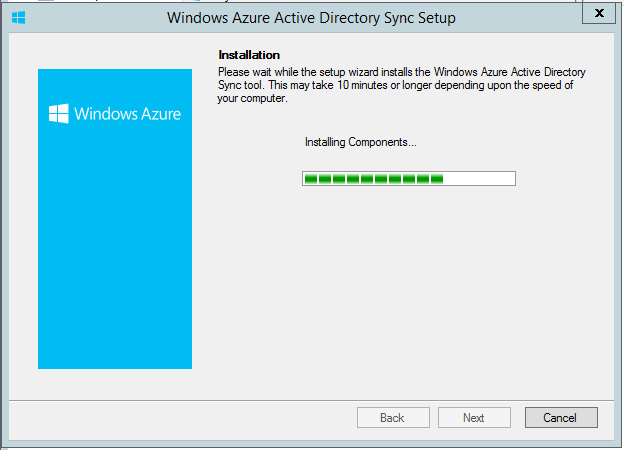 Windows Azure Active Directory Sync Setup
x
Installation
Please wait while the setup wizard installs the Windows Azure Active Directory
Sync tool. This may take 10 minutes or longer depending upon the speed of
your computer.
Windows Azure
Installing Components...
Back
Next
Cancel